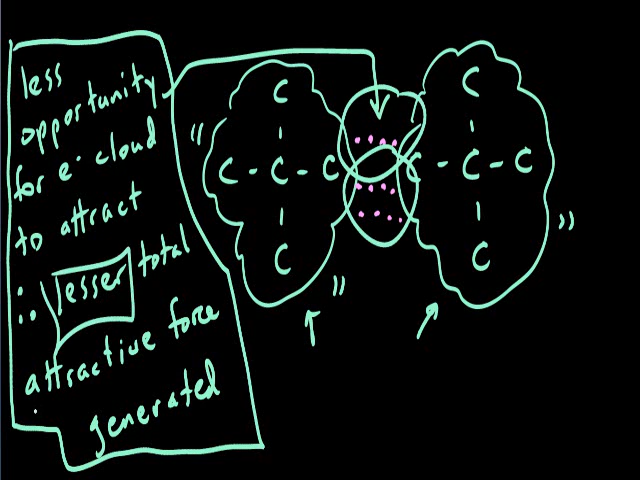 less
opportunity
for e⁻ cloud
to attract
∴ lesser total
attractive force
generated
C C
C - C - C C - C - C
C C